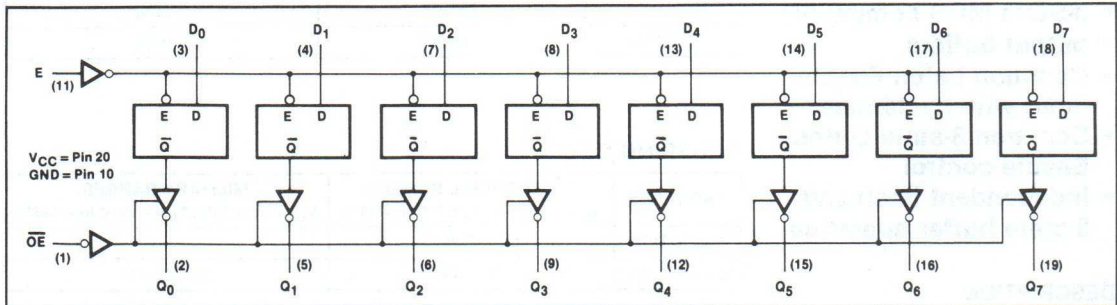 D0 D1 D2 D3 D4 D5 D6 D7
(3) (4) (7) (8) (13) (14) (17) (18)
E
(11)
E D E D E D E D E D E D E D E D
Q̅ Q̅ Q̅ Q̅ Q̅ Q̅ Q̅ Q̅
VCC = Pin 20
GND = Pin 10
O̅E̅
(1)
(2) (5) (6) (9) (12) (15) (16) (19)
Q0 Q1 Q2 Q3 Q4 Q5 Q6 Q7